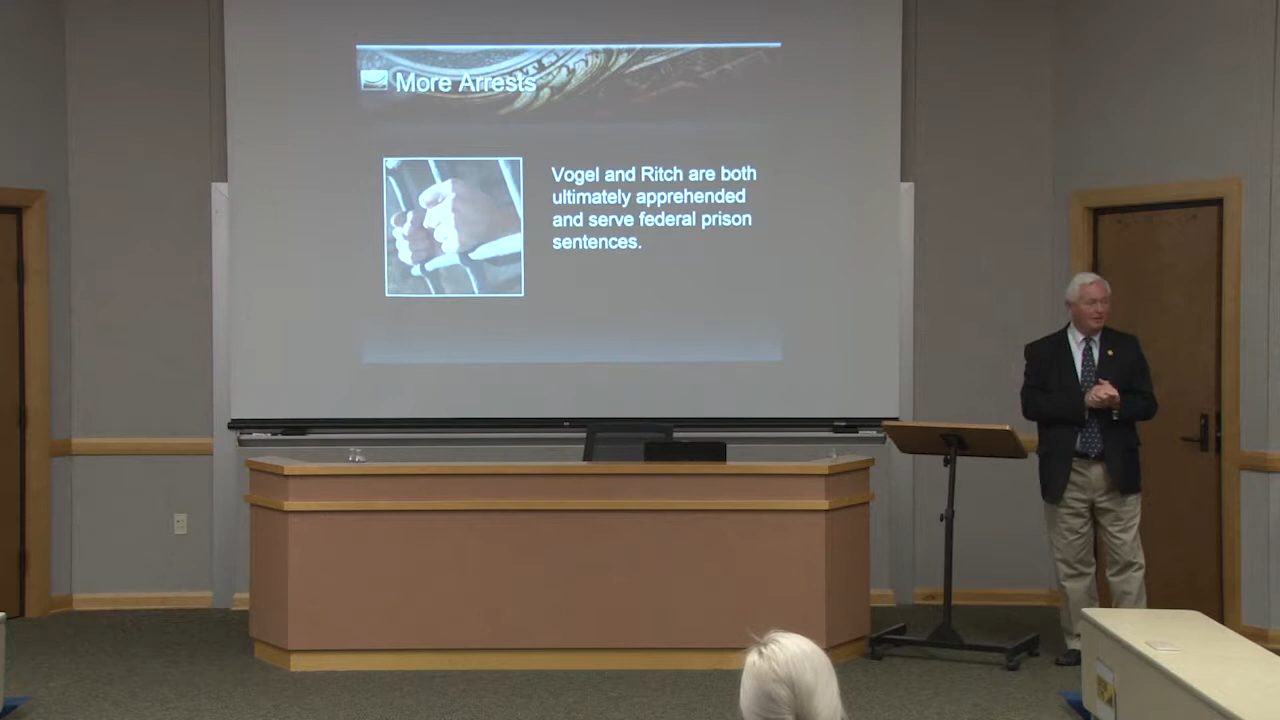 More Arrests
Vogel and Ritch are both
ultimately apprehended
and serve federal prison
sentences.